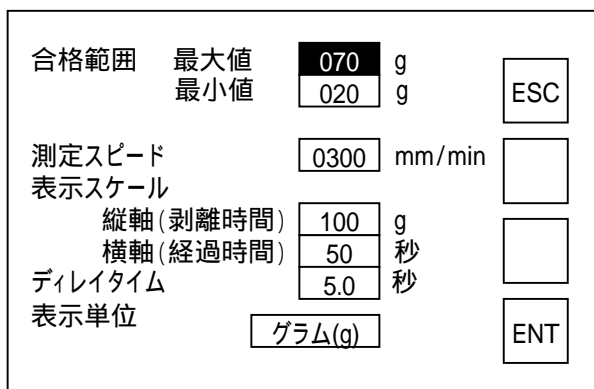 合格範囲 最大値 070 g
最小値 020 g
ESC
測定スピード 0300 mm/min
表示スケール
縦軸(剥離時間) 100 g
横軸(経過時間) 50 秒
ディレイタイム 5.0 秒
表示単位 グラム(g)
ENT